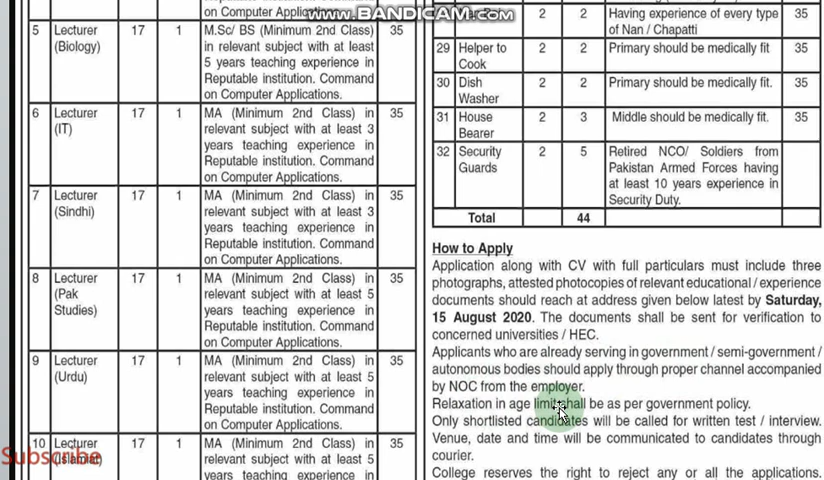 www.BANDICAM.com
on Computer Applications.
5 Lecturer (Biology) 17 1 M.Sc/ BS (Minimum 2nd Class) 35
in relevant subject with at least
5 years teaching experience in
Reputable institution. Command
on Computer Applications.
6 Lecturer (IT) 17 1 MA (Minimum 2nd Class) in 35
relevant subject with at least 3
years teaching experience in
Reputable institution. Command
on Computer Applications.
7 Lecturer (Sindhi) 17 1 MA (Minimum 2nd Class) in 35
relevant subject with at least 3
years teaching experience in
Reputable institution. Command
on Computer Applications.
8 Lecturer (Pak Studies) 17 1 MA (Minimum 2nd Class) in 35
relevant subject with at least 5
years teaching experience in
Reputable institution. Command
on Computer Applications.
9 Lecturer (Urdu) 17 1 MA (Minimum 2nd Class) in 35
relevant subject with at least 5
years teaching experience in
Reputable institution. Command
on Computer Applications.
10 Lecturer (Islamiat) 17 1 MA (Minimum 2nd Class) in 35
relevant subject with at least 5
years teaching experience in
Subscribe
2 2 Having experience of every type 35
of Nan / Chapatti
29 Helper to Cook 2 2 Primary should be medically fit 35
30 Dish Washer 2 2 Primary should be medically fit. 35
31 House Bearer 2 3 Middle should be medically fit. 35
32 Security Guards 2 5 Retired NCO/ Soldiers from
Pakistan Armed Forces having
at least 10 years experience in
Security Duty.
Total 44
How to Apply
Application along with CV with full particulars must include three
photographs, attested photocopies of relevant educational / experience
documents should reach at address given below latest by Saturday,
15 August 2020. The documents shall be sent for verification to
concerned universities / HEC.
Applicants who are already serving in government / semi-government /
autonomous bodies should apply through proper channel accompanied
by NOC from the employer.
Relaxation in age limit shall be as per government policy.
Only shortlisted candidates will be called for written test / interview.
Venue, date and time will be communicated to candidates through
courier.
College reserves the right to reject any or all the applications.